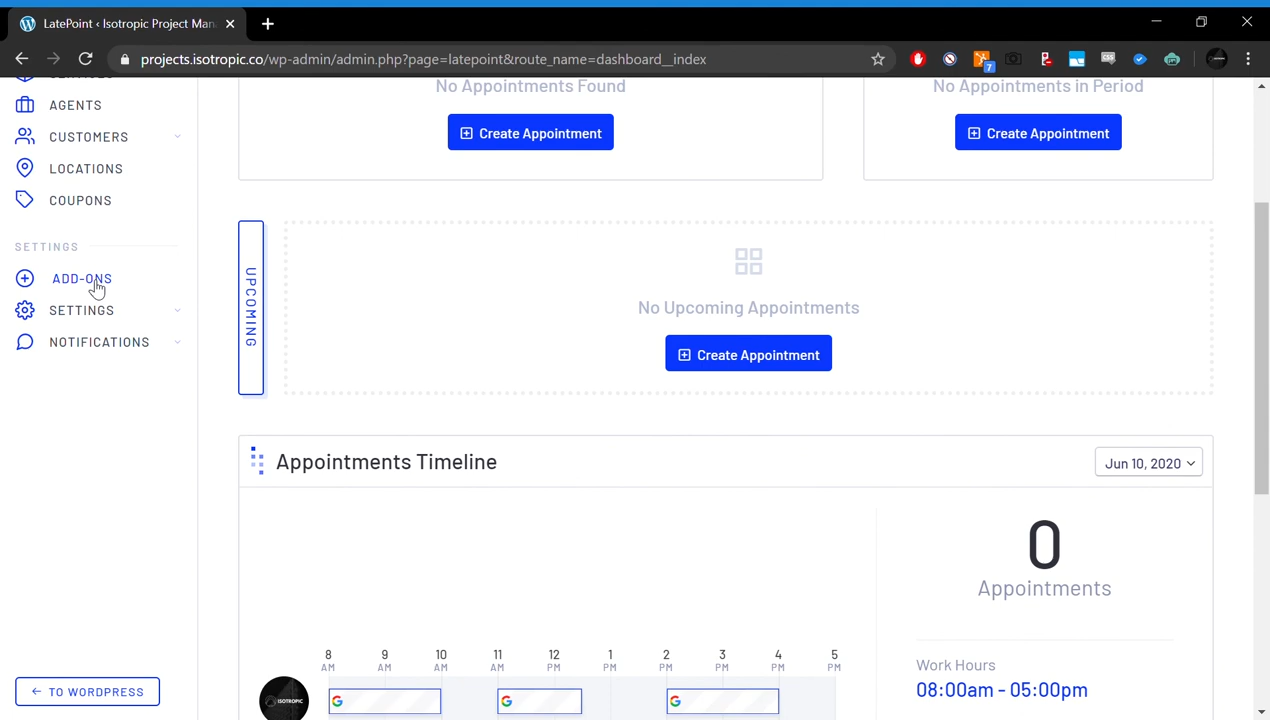 LatePoint ‹ Isotropic Project Man
projects.isotropic.co/wp-admin/admin.php?page=latepoint&route_name=dashboard__index
7
CSS
SERVICES
AGENTS
CUSTOMERS
LOCATIONS
COUPONS
SETTINGS
ADD-ONS
SETTINGS
NOTIFICATIONS
← TO WORDPRESS
No Appointments Found
Create Appointment
No Appointments in Period
Create Appointment
UPCOMING
No Upcoming Appointments
Create Appointment
Appointments Timeline
Jun 10, 2020
0
Appointments
8 9 10 11 12 1 2 3 4 5
AM AM AM AM PM PM PM PM PM PM
ISOTROPIC
G G G
Work Hours
08:00am - 05:00pm